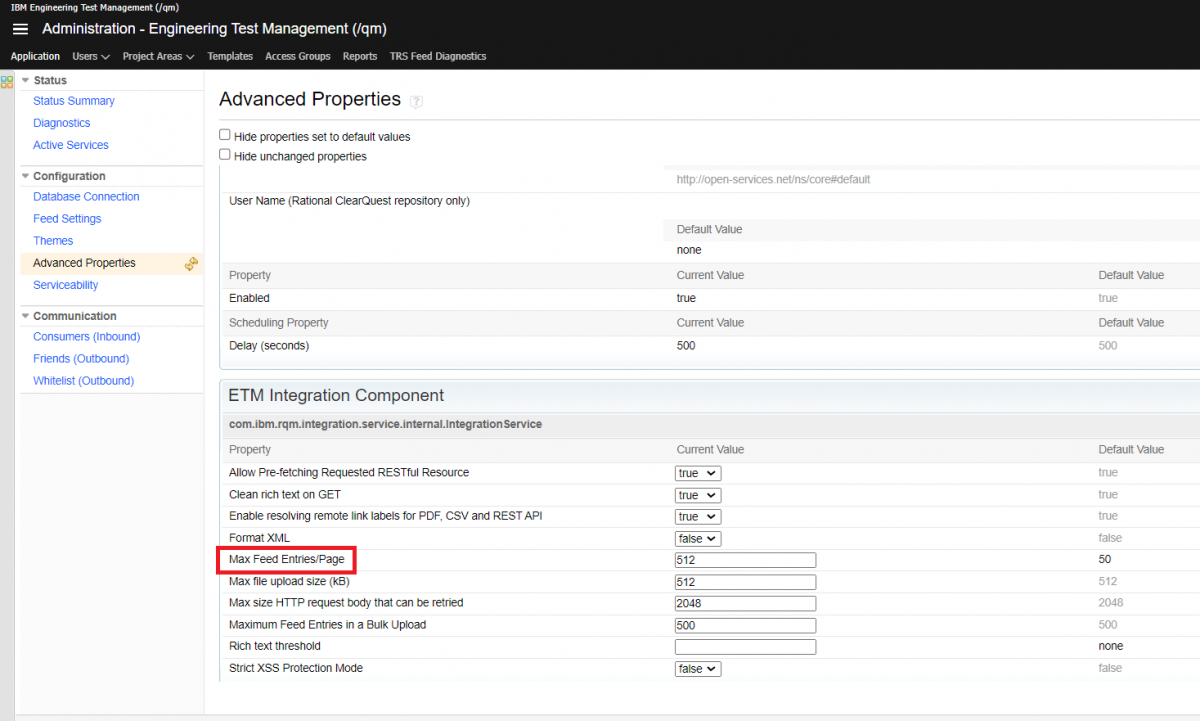 IBM Engineering Test Management (/qm)
Administration - Engineering Test Management (/qm)
Application Users Project Areas Templates Access Groups Reports TRS Feed Diagnostics
Status
Status Summary
Diagnostics
Active Services
Configuration
Database Connection
Feed Settings
Themes
Advanced Properties
Serviceability
Communication
Consumers (Inbound)
Friends (Outbound)
Whitelist (Outbound)
Advanced Properties ?
Hide properties set to default values
Hide unchanged properties
http://open-services.net/ns/core#default
User Name (Rational ClearQuest repository only)
Default Value
none
Property Current Value Default Value
Enabled true true
Scheduling Property Current Value Default Value
Delay (seconds) 500 500
ETM Integration Component
com.ibm.rqm.integration.service.internal.IntegrationService
Property Current Value Default Value
Allow Pre-fetching Requested RESTful Resource true true
Clean rich text on GET true true
Enable resolving remote link labels for PDF, CSV and REST API true true
Format XML false false
Max Feed Entries/Page 512 50
Max file upload size (kB) 512 512
Max size HTTP request body that can be retried 2048 2048
Maximum Feed Entries in a Bulk Upload 500 500
Rich text threshold none
Strict XSS Protection Mode false false